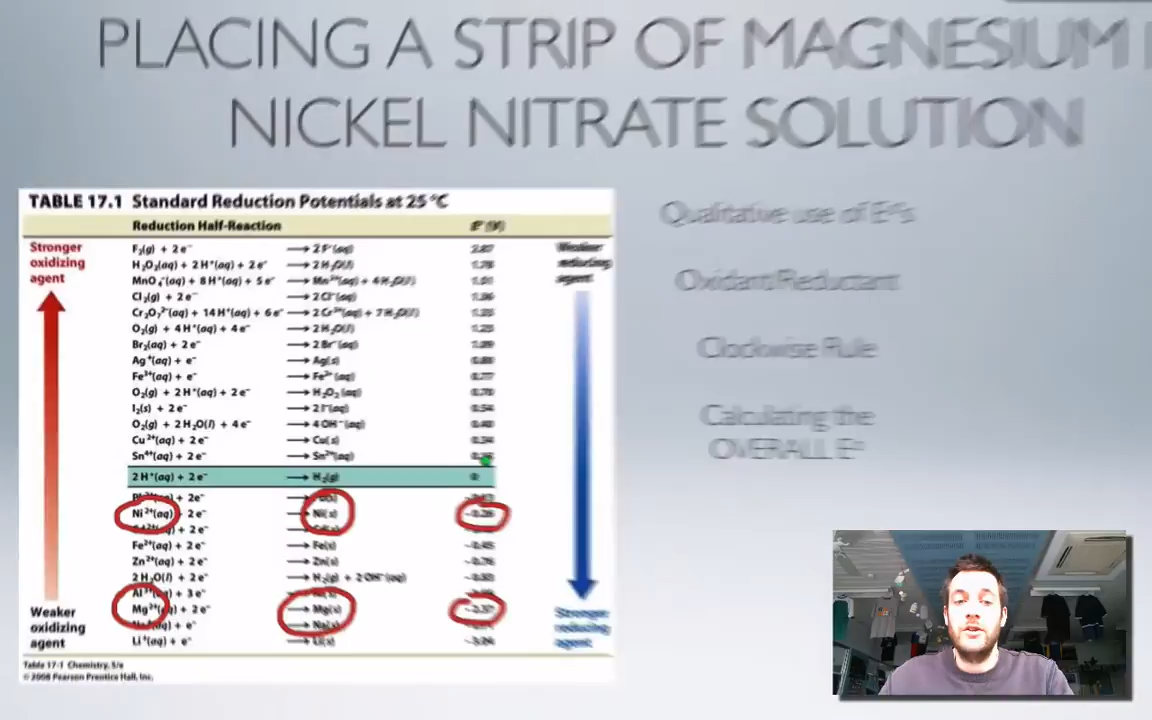 PLACING A STRIP OF MAGNESIUM
NICKEL NITRATE SOLUTION
TABLE 17.1 Standard Reduction Potentials at 25 °C
Reduction Half-Reaction E° (V)
Stronger
oxidizing
agent
Weaker
reducing
agent
F₂(g) + 2 e⁻ ⟶ 2 F⁻(aq) 2.87
H₂O₂(aq) + 2 H⁺(aq) + 2 e⁻ ⟶ 2 H₂O(l) 1.78
MnO₄⁻(aq) + 8 H⁺(aq) + 5 e⁻ ⟶ Mn²⁺(aq) + 4 H₂O(l) 1.51
Cl₂(g) + 2 e⁻ ⟶ 2 Cl⁻(aq) 1.36
Cr₂O₇²⁻(aq) + 14 H⁺(aq) + 6 e⁻ ⟶ 2 Cr³⁺(aq) + 7 H₂O(l)
O₂(g) + 4 H⁺(aq) + 4 e⁻ ⟶ 2 H₂O(l) 1.23
Br₂(aq) + 2 e⁻ ⟶ 2 Br⁻(aq) 1.09
Ag⁺(aq) + e⁻ ⟶ Ag(s) 0.80
Fe³⁺(aq) + e⁻ ⟶ Fe²⁺(aq) 0.77
O₂(g) + 2 H⁺(aq) + 2 e⁻ ⟶ H₂O₂(aq) 0.70
I₂(s) + 2 e⁻ ⟶ 2 I⁻(aq) 0.54
O₂(g) + 2 H₂O(l) + 4 e⁻ ⟶ 4 OH⁻(aq) 0.40
Cu²⁺(aq) + 2 e⁻ ⟶ Cu(s) 0.34
Sn⁴⁺(aq) + 2 e⁻ ⟶ Sn²⁺(aq)
2 H⁺(aq) + 2 e⁻ ⟶ H₂(g) 0
+ 2 e⁻ ⟶
Ni²⁺(aq) 2 e⁻ ⟶ Ni(s) -0.26
+ 2 e⁻ ⟶
Fe²⁺(aq) + 2 e⁻ ⟶ Fe(s) -0.45
Zn²⁺(aq) + 2 e⁻ ⟶ Zn(s) -0.76
2 H₂O(l) + 2 e⁻ ⟶ H₂(g) + 2 OH⁻(aq) -0.83
Al³⁺(aq) + 3 e⁻ ⟶
Mg²⁺(aq) + 2 e⁻ ⟶ Mg(s) -2.37
+ e⁻ ⟶ Na(s)
Li⁺(aq) + e⁻ ⟶ Li(s) -3.04
Weaker
oxidizing
agent
Stronger
reducing
agent
Table 17-1 Chemistry, 5/e
© 2008 Pearson Prentice Hall, Inc.
Qualitative use of E°s
Oxidant/Reductant
Clockwise Rule
Calculating the
OVERALL E°